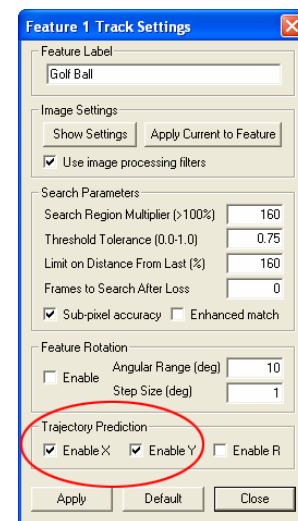 Feature 1 Track Settings
Feature Label
Golf Ball
Image Settings
Show Settings Apply Current to Feature
Use image processing filters
Search Parameters
Search Region Multiplier (>100%) 160
Threshold Tolerance (0.0-1.0) 0.75
Limit on Distance From Last (%) 160
Frames to Search After Loss 0
Sub-pixel accuracy Enhanced match
Feature Rotation
Enable Angular Range (deg) 10
Step Size (deg) 1
Trajectory Prediction
Enable X Enable Y Enable R
Apply Default Close